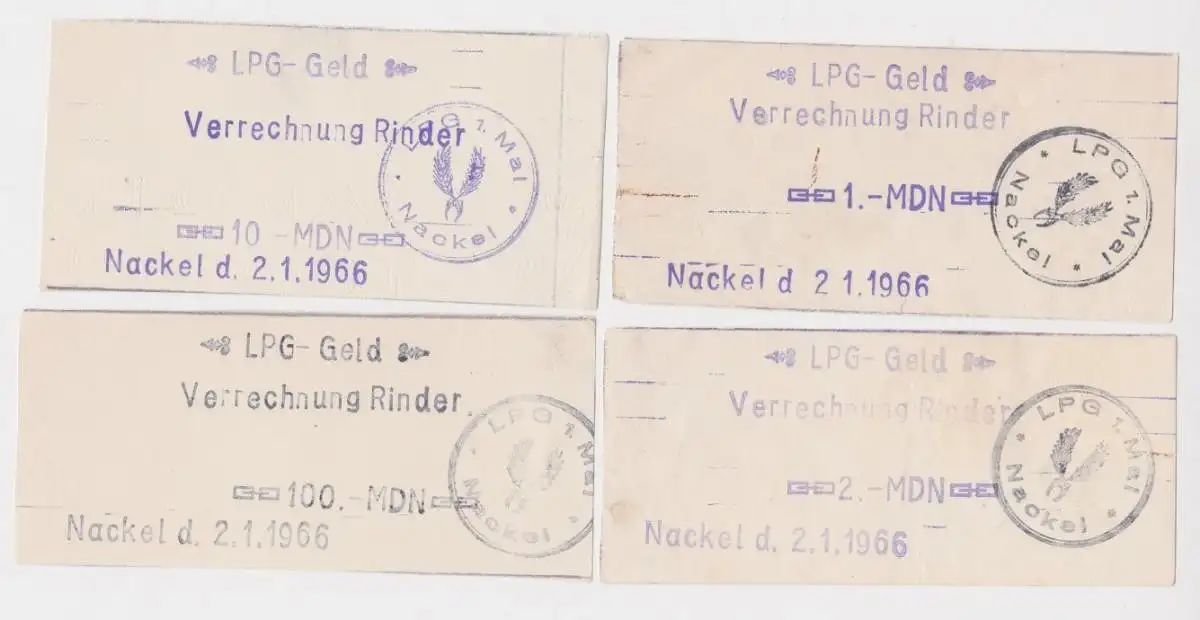 LPG-Geld
Verrechnung Rinder
LPG 1. Mai
Nackel
10 -MDN
Nackel d. 2.1.1966
LPG-Geld
Verrechnung Rinder
1.-MDN
LPG 1. Mai
Nackel
Nackel d 2 1.1966
LPG-Geld
Verrechnung Rinder
LPG 1. Mai
Nackel
100.-MDN
Nackel d. 2.1.1966
LPG-Geld
Verrechnung Rinder
LPG 1. Mai
Nackel
2.-MDN
Nackel d. 2.1.1966